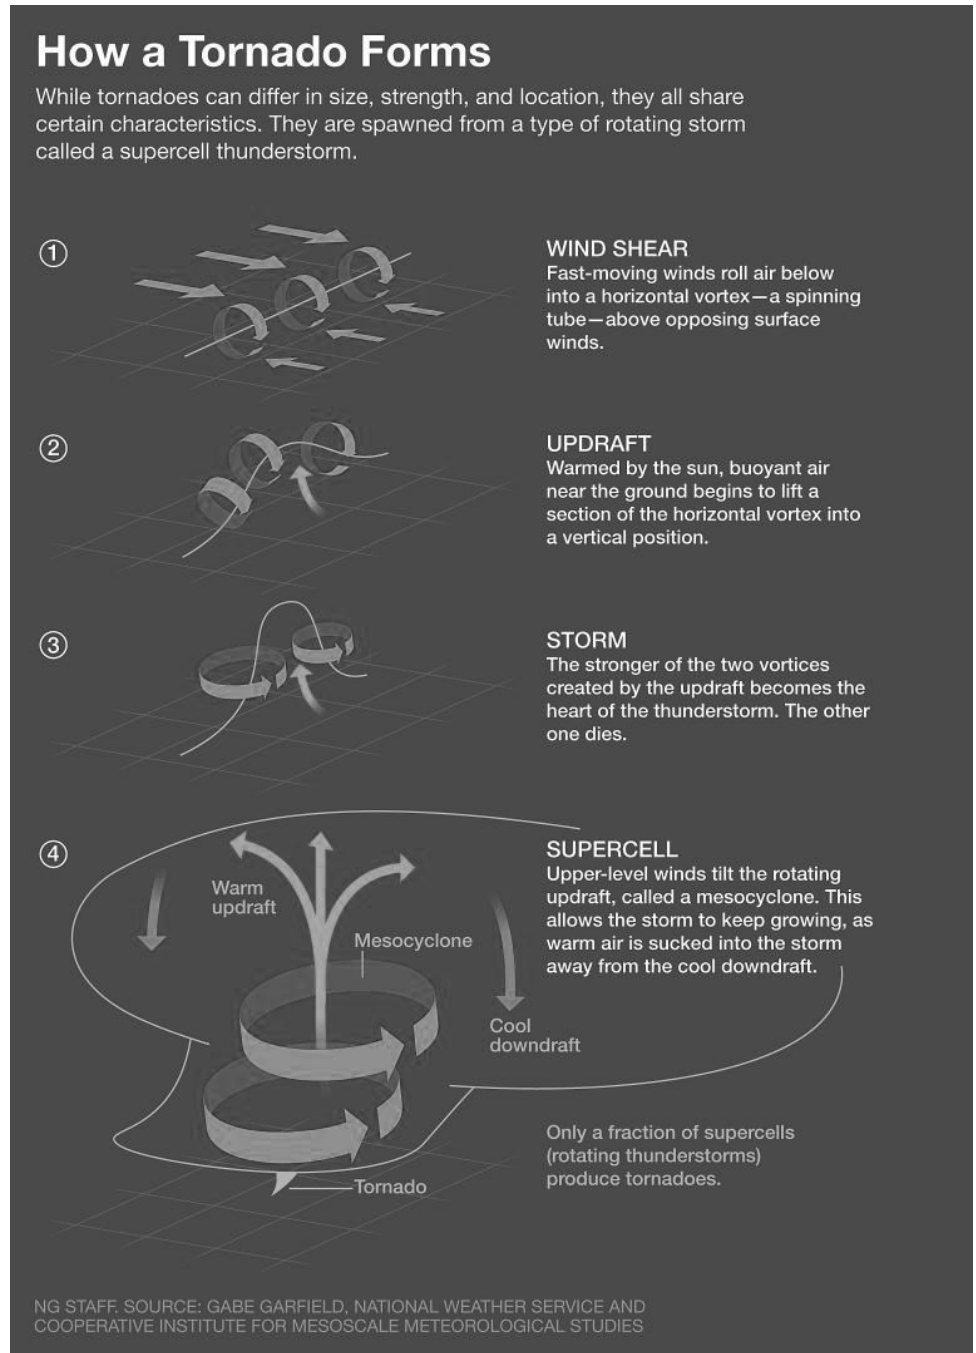 How a Tornado Forms
While tornadoes can differ in size, strength, and location, they all share
certain characteristics. They are spawned from a type of rotating storm
called a supercell thunderstorm.
1
WIND SHEAR
Fast-moving winds roll air below
into a horizontal vortex—a spinning
tube—above opposing surface
winds.
2
UPDRAFT
Warmed by the sun, buoyant air
near the ground begins to lift a
section of the horizontal vortex into
a vertical position.
3
STORM
The stronger of the two vortices
created by the updraft becomes the
heart of the thunderstorm. The other
one dies.
4
SUPERCELL
Upper-level winds tilt the rotating
updraft, called a mesocyclone. This
allows the storm to keep growing, as
warm air is sucked into the storm
away from the cool downdraft.
Warm
updraft
Mesocyclone
Cool
downdraft
Tornado
Only a fraction of supercells
(rotating thunderstorms)
produce tornadoes.
NG STAFF. SOURCE: GABE GARFIELD, NATIONAL WEATHER SERVICE AND
COOPERATIVE INSTITUTE FOR MESOSCALE METEOROLOGICAL STUDIES